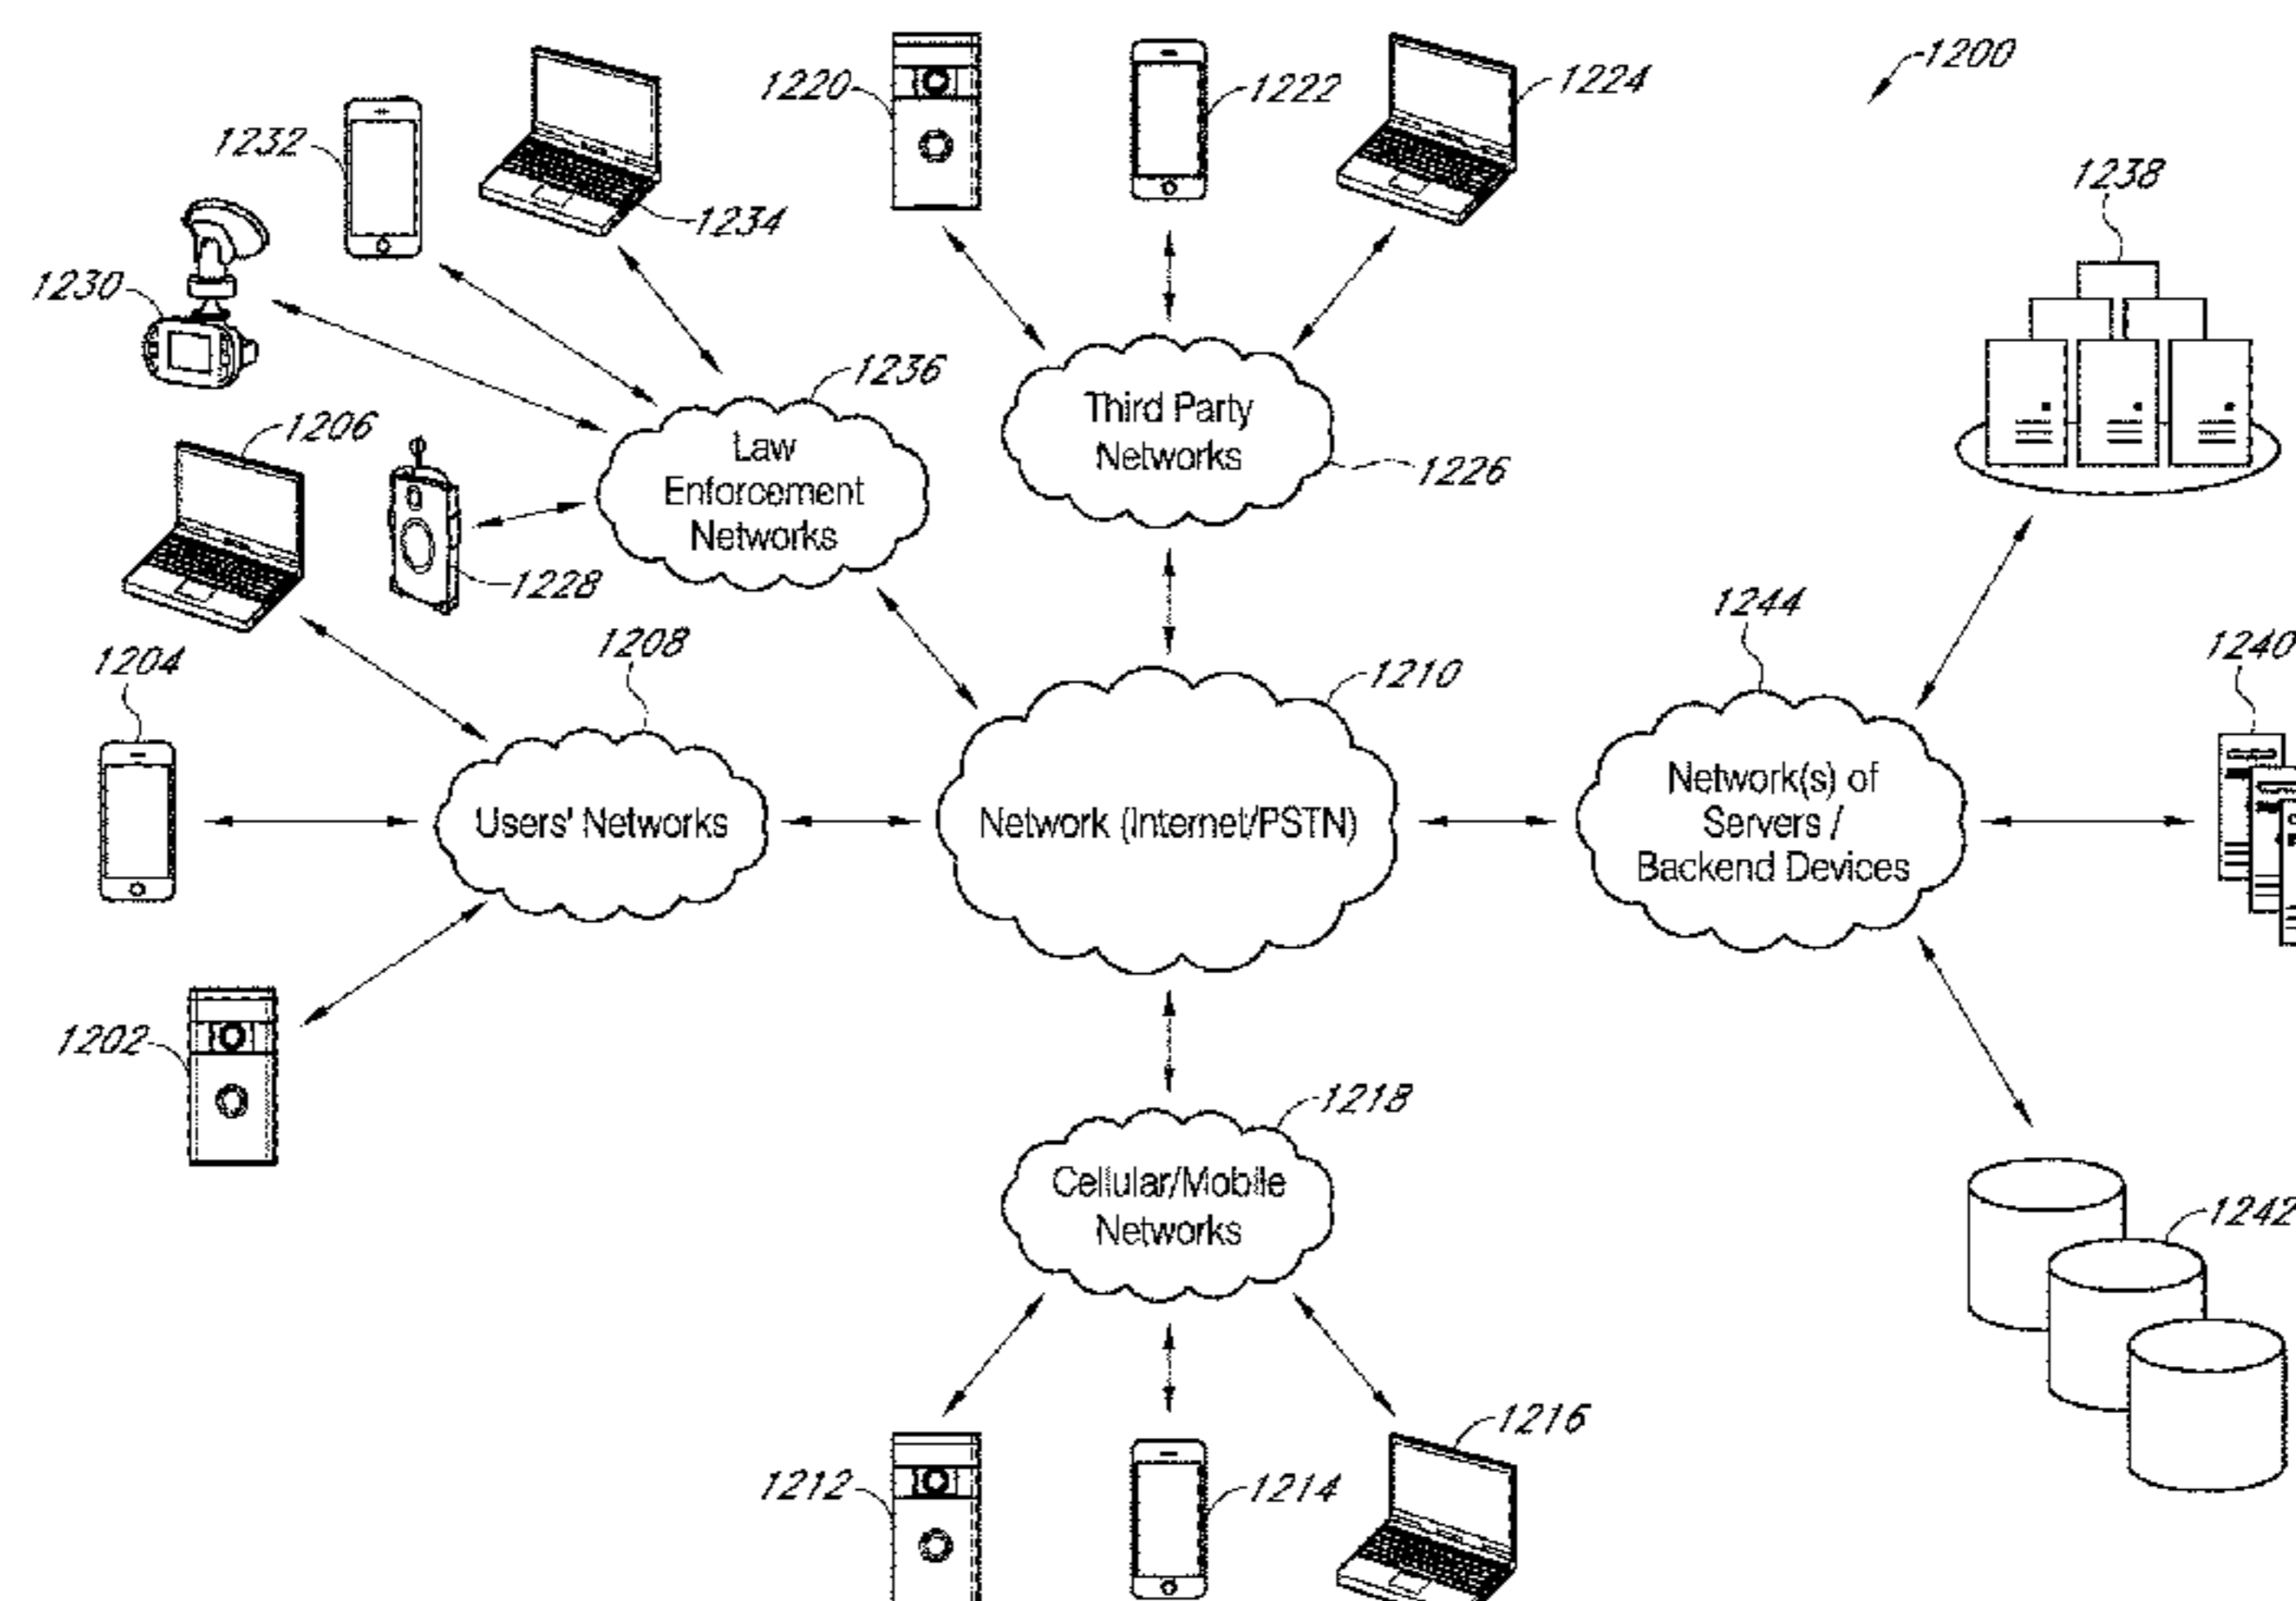 1200
1220
1222
1224
1232
1234
1238
1230
1236
Law
Enforcement
Networks
Third Party
Networks
1226
1206
1228
1208
1204
1210
1244
1240
Users' Networks
Network (Internet/PSTN)
Network(s) of
Servers /
Backend Devices
1202
1218
Cellular/Mobile
Networks
1242
1212
1214
1216